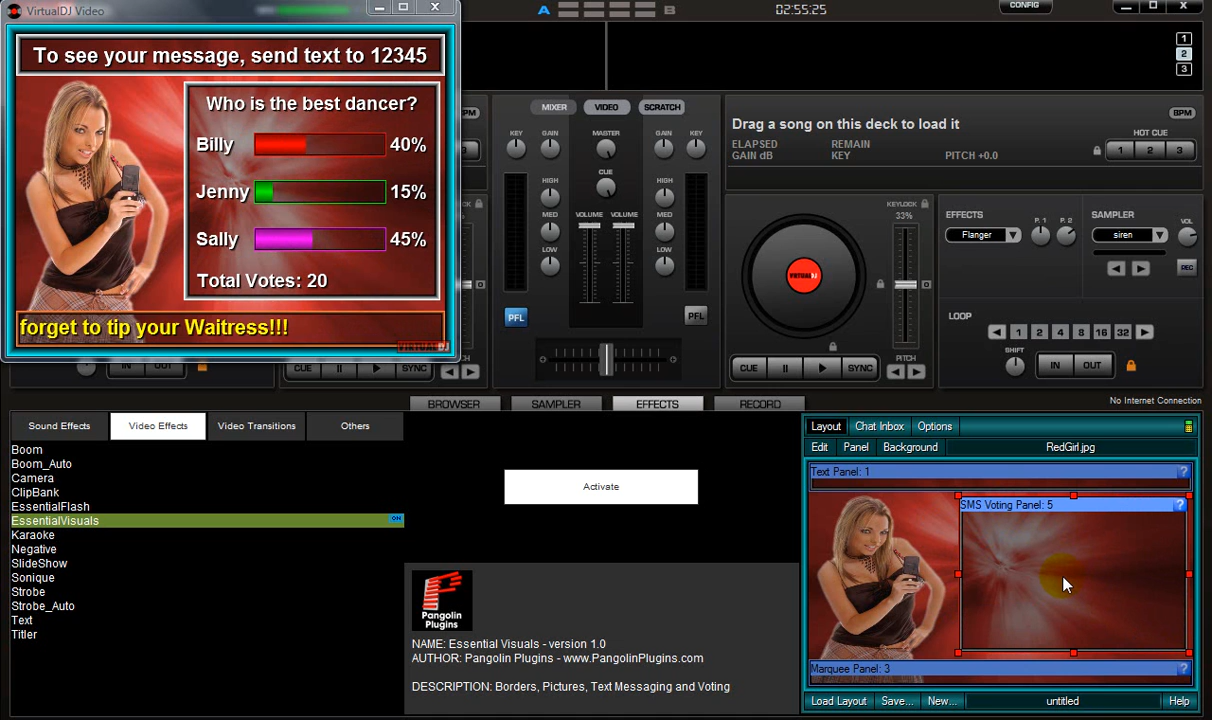 VirtualDJ Video
A
B
02:55:25
CONFIG
To see your message, send text to 12345
Who is the best dancer?
Billy 40%
Jenny 15%
Sally 45%
Total Votes: 20
forget to tip your Waitress!!!
VIRTUAL DJ
1
2
3
MIXER VIDEO SCRATCH
KEY GAIN MASTER GAIN KEY
CUE
HIGH HIGH
MED MED
LOW LOW
VOLUME VOLUME
PFL PFL
Drag a song on this deck to load it
ELAPSED REMAIN
GAIN dB KEY PITCH +0.0
BPM
HOT CUE
1 2 3
KEYLOCK
33%
VIRTUAL DJ
EFFECTS P. 1 P. 2 SAMPLER VOL
Flanger siren
REC
LOOP
1 2 4 8 16 32
SHIFT
IN OUT
PITCH
IN OUT CUE SYNC
CUE SYNC
No Internet Connection
BROWSER SAMPLER EFFECTS RECORD
Sound Effects Video Effects Video Transitions Others
Boom
Boom_Auto
Camera
ClipBank
EssentialFlash
EssentialVisuals ON
Karaoke
Negative
SlideShow
Sonique
Strobe
Strobe_Auto
Text
Titler
Activate
Pangolin
Plugins
NAME: Essential Visuals - version 1.0
AUTHOR: Pangolin Plugins - www.PangolinPlugins.com
DESCRIPTION: Borders, Pictures, Text Messaging and Voting
Layout Chat Inbox Options
Edit Panel Background RedGirl.jpg
Text Panel: 1 ?
SMS Voting Panel: 5 ?
Marquee Panel: 3 ?
Load Layout Save... New... untitled Help